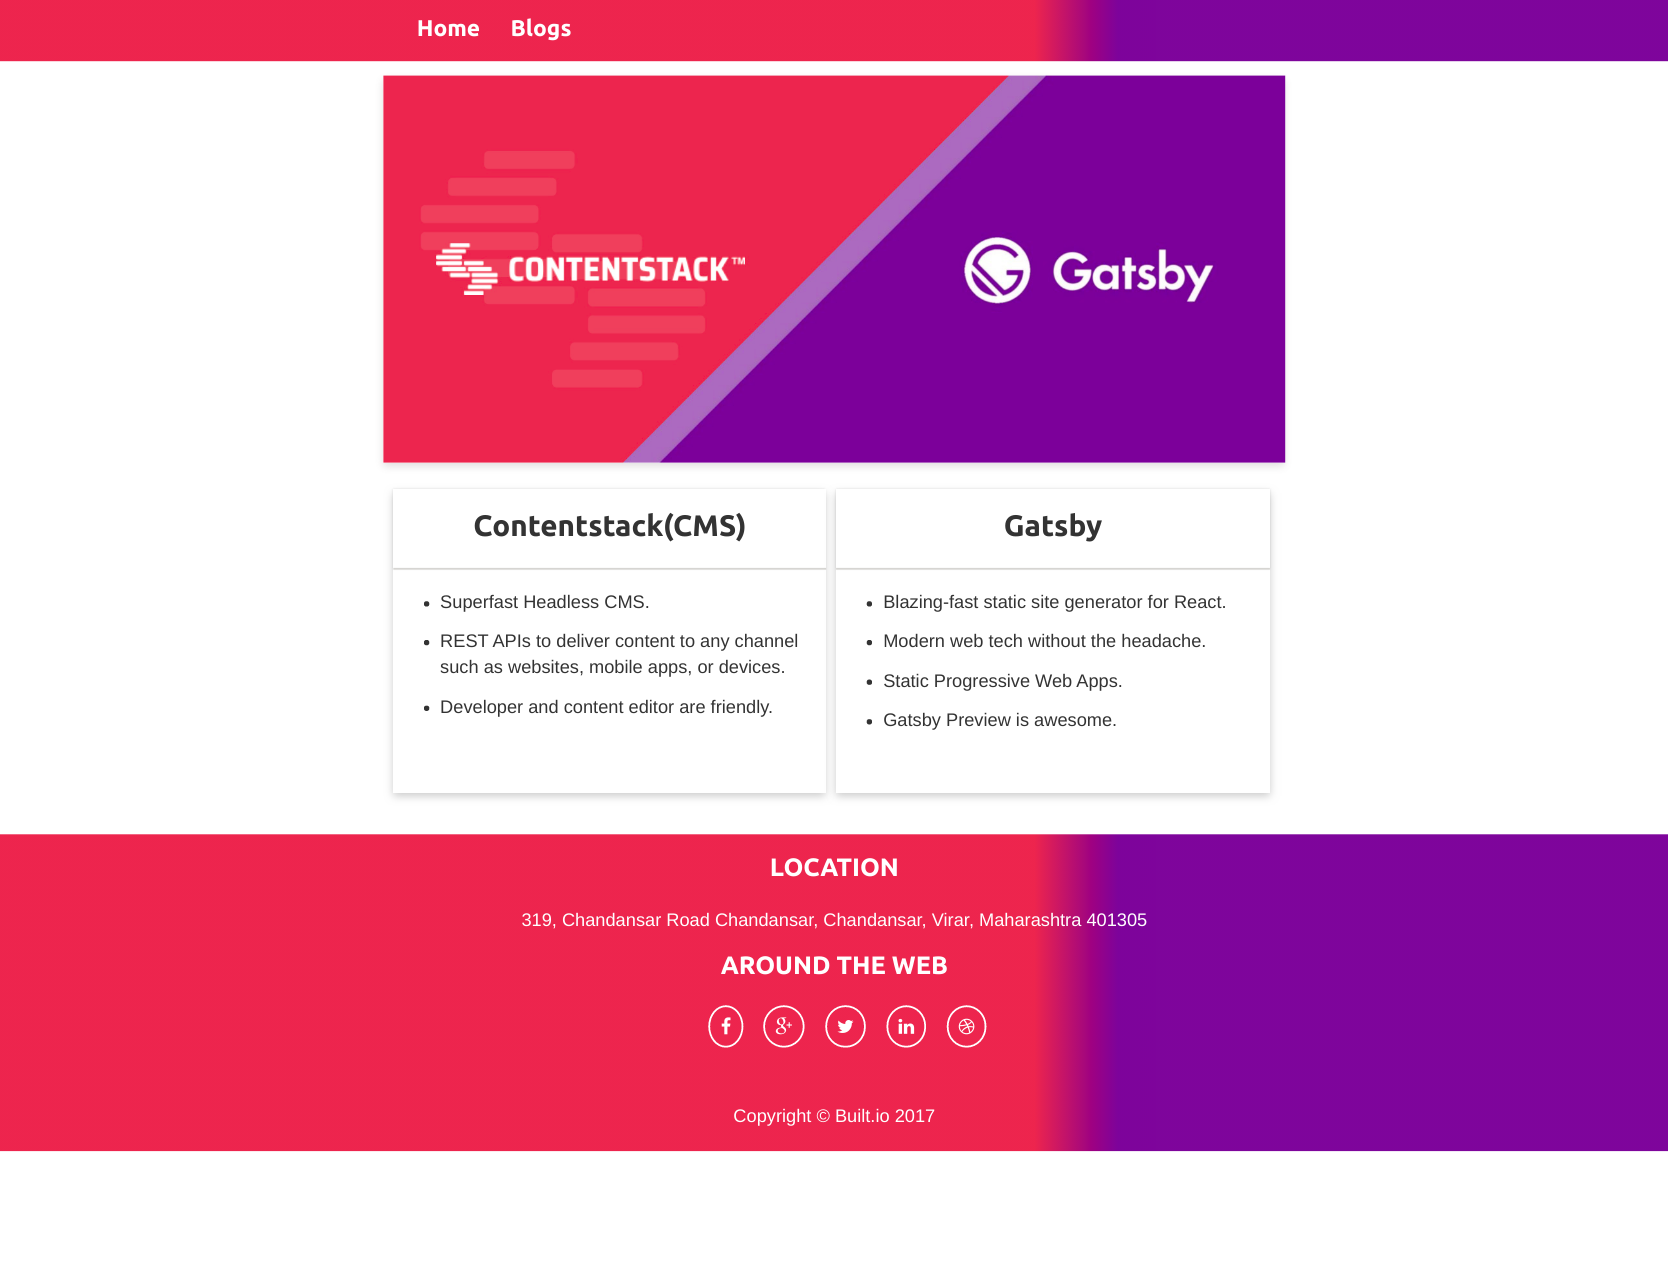 Home Blogs
CONTENTSTACK™
Gatsby
Contentstack(CMS)
• Superfast Headless CMS.
• REST APIs to deliver content to any channel
such as websites, mobile apps, or devices.
• Developer and content editor are friendly.
Gatsby
• Blazing-fast static site generator for React.
• Modern web tech without the headache.
• Static Progressive Web Apps.
• Gatsby Preview is awesome.
LOCATION
319, Chandansar Road Chandansar, Chandansar, Virar, Maharashtra 401305
AROUND THE WEB
Copyright © Built.io 2017